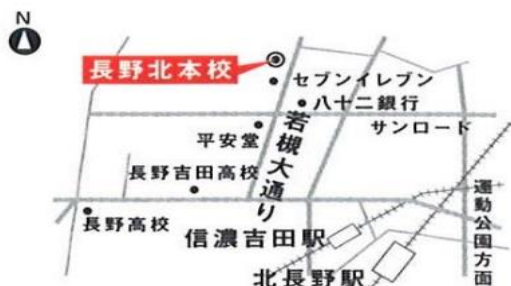 N
長野北本校
セブンイレブン
八十二銀行
サンロード
平安堂
若槻大通り
長野吉田高校
長野高校
信濃吉田駅
北長野駅
運動公園方面